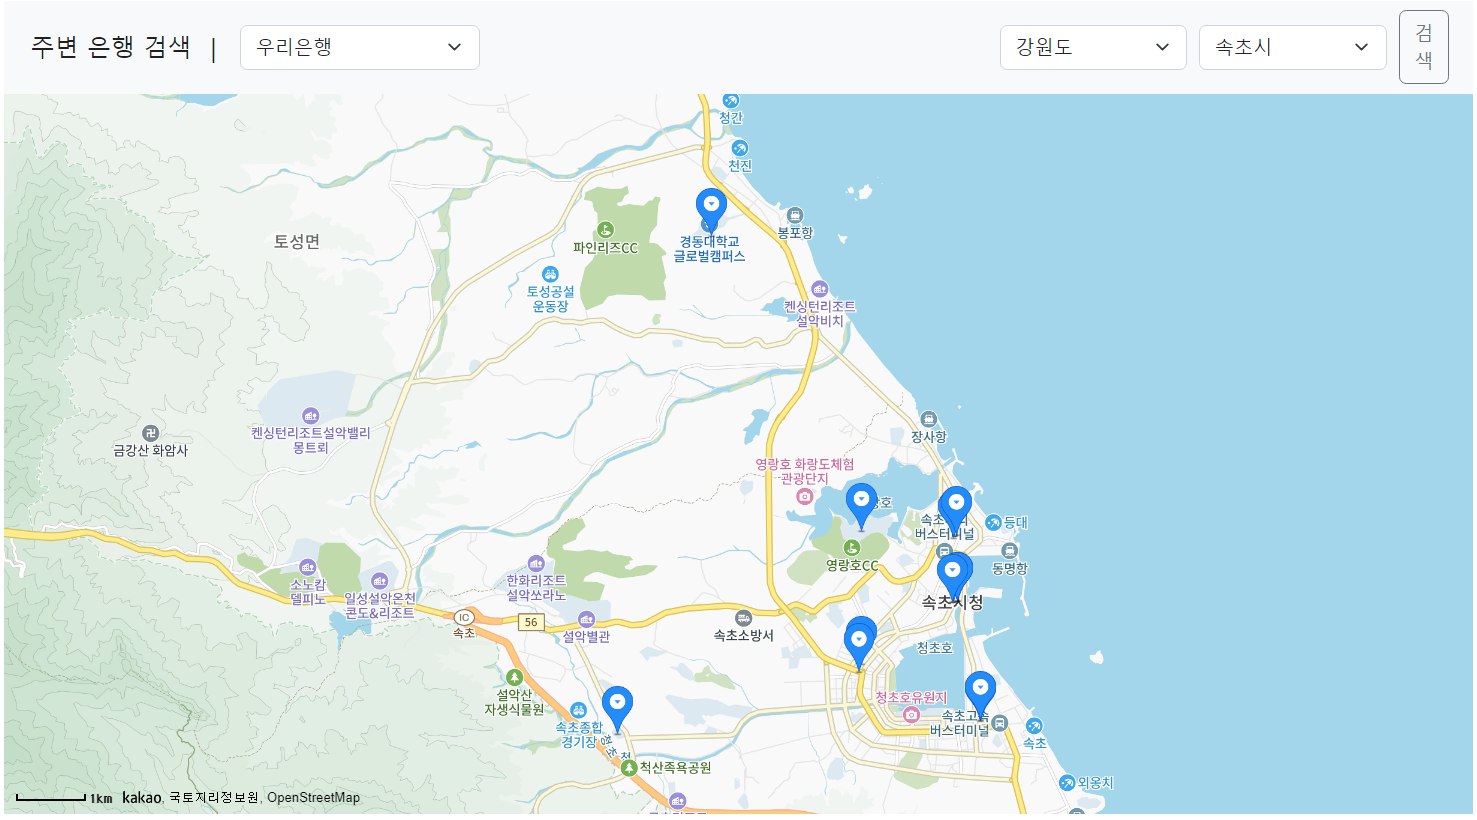 주변 은행 검색 |
우리은행
강원도
속초시
검
색
청간
천진
봉포항
토성면
파인리즈CC
경동대학교
글로벌캠퍼스
토성공설
운동장
켄싱턴리조트
설악비치
켄싱턴리조트설악밸리
몽트뢰
금강산 화암사
장사항
영랑호 화랑도체험
관광단지
등대
버스터미널
동명항
영랑호CC
소노캄
델피노
일성설악온천
콘도&리조트
한화리조트
설악쏘라노
속초시청
IC
속초
56
설악별관
속초소방서
청초호
설악산
자생식물원
청초호유원지
속초종합
경기장
속초고속
버스터미널
속초
척산족욕공원
외옹치
1km
kakao, 국토지리정보원, OpenStreetMap